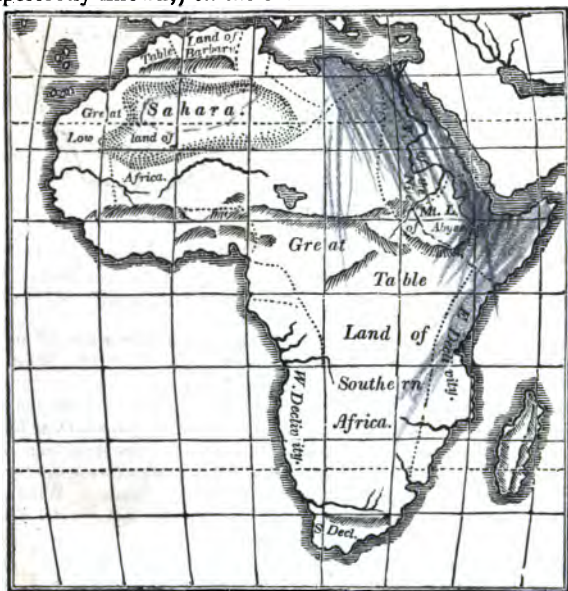 Land of
Table Barbary
Great Sahara.
Low land of
Africa.
Mt. L.
of Abyss
Great
Table
Land of
Southern
Africa.
E. Declivity.
W. Declivity.
S. Decl.